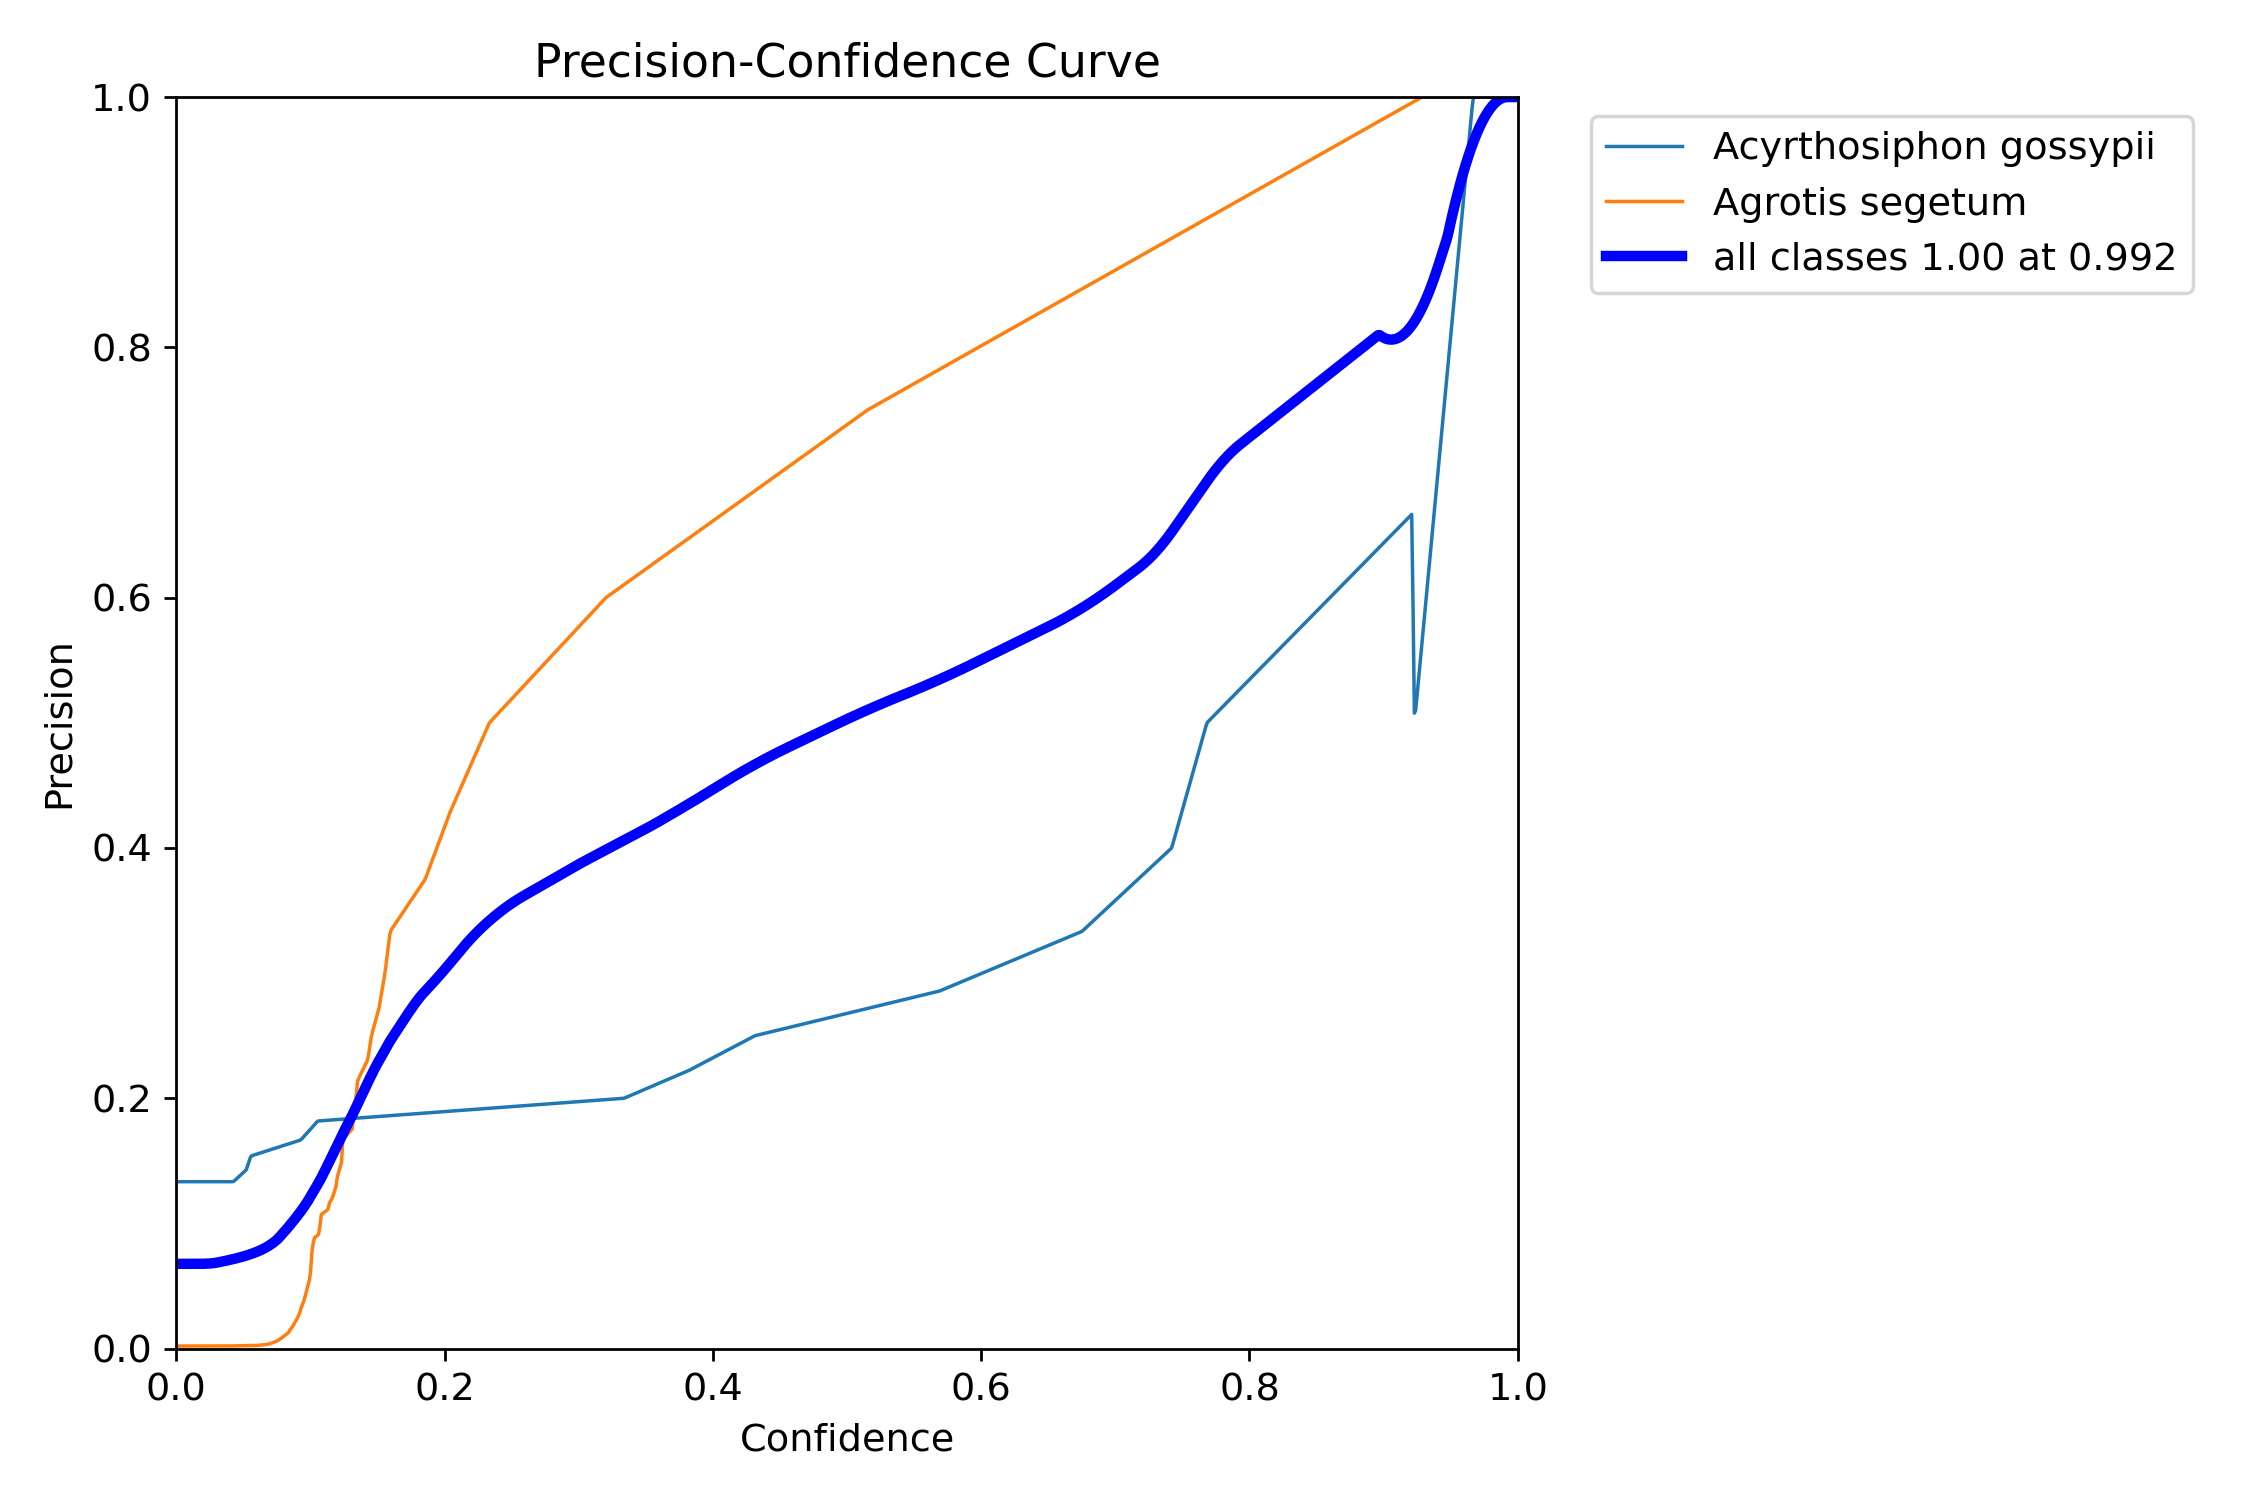 Precision-Confidence Curve
1.0
0.8
0.6
0.4
0.2
0.0
Precision
0.0 0.2 0.4 0.6 0.8 1.0
Confidence
Acyrthosiphon gossypii
Agrotis segetum
all classes 1.00 at 0.992